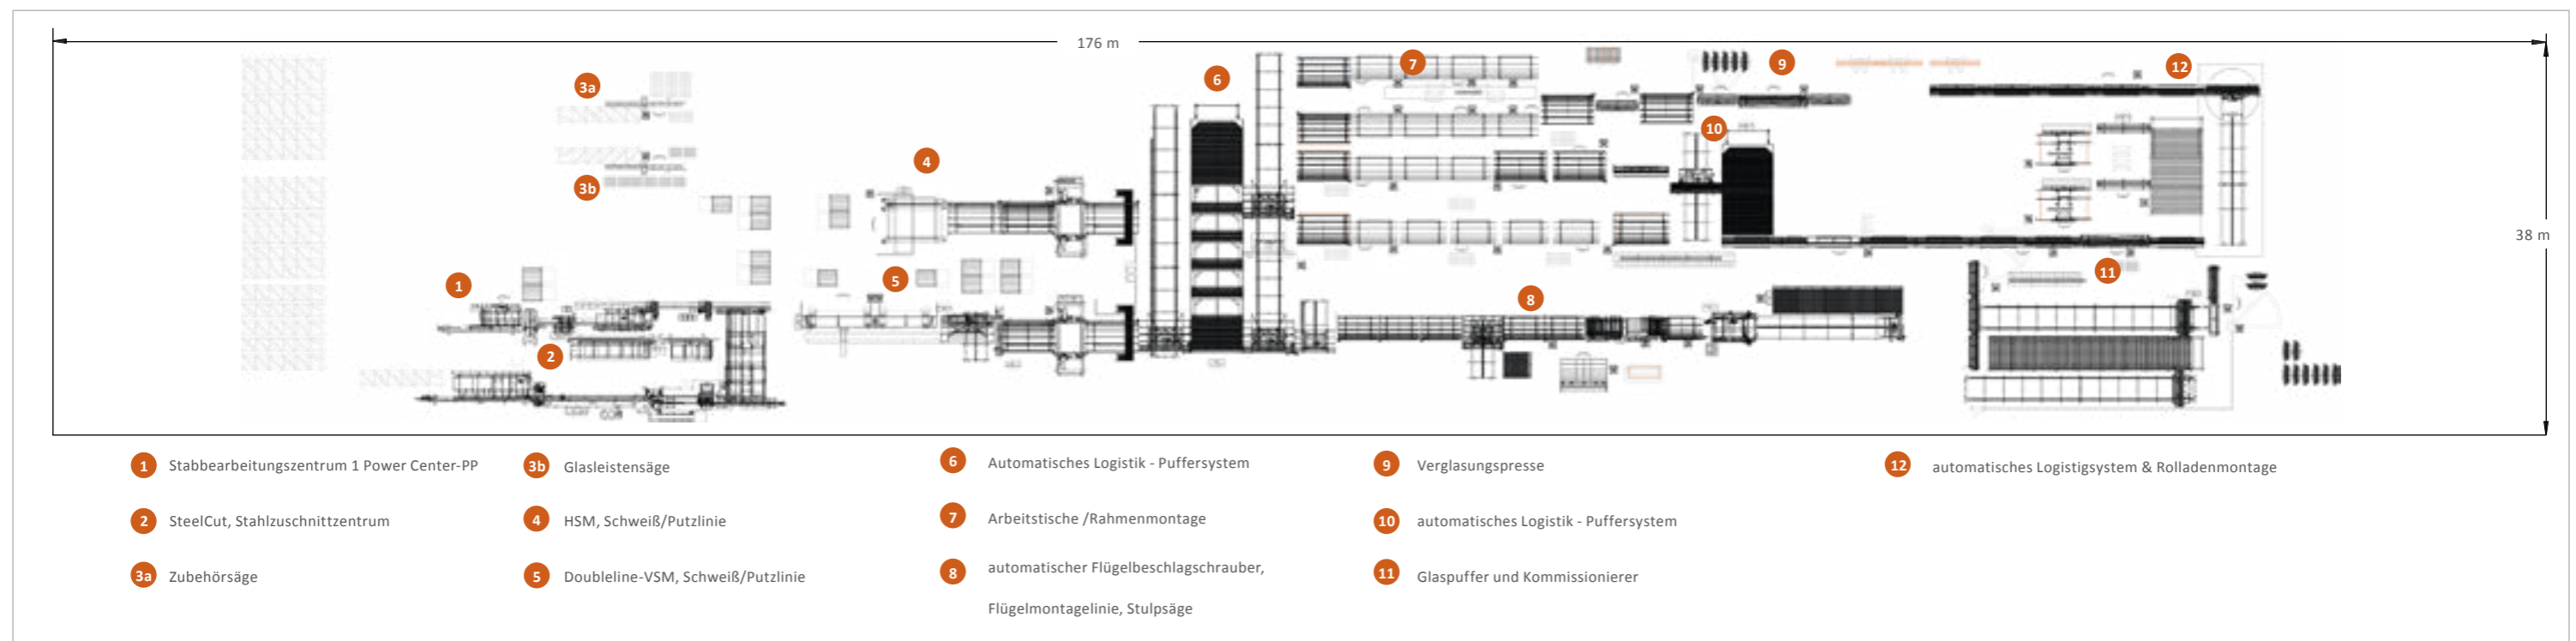 176 m
3a
6
7
9
12
10
4
3b
38 m
5
11
1
8
2
1 Stabbearbeitungszentrum 1 Power Center-PP
2 SteelCut, Stahlzuschnittzentrum
3a Zubehörsäge
3b Glasleistensäge
4 HSM, Schweiß/Putzlinie
5 Doubleline-VSM, Schweiß/Putzlinie
6 Automatisches Logistik - Puffersystem
7 Arbeitstische /Rahmenmontage
8 automatischer Flügelbeschlagschrauber,
Flügelmontagelinie, Stulpsäge
9 Verglasungspresse
10 automatisches Logistik - Puffersystem
11 Glaspuffer und Kommissionierer
12 automatisches Logistigsystem & Rolladenmontage